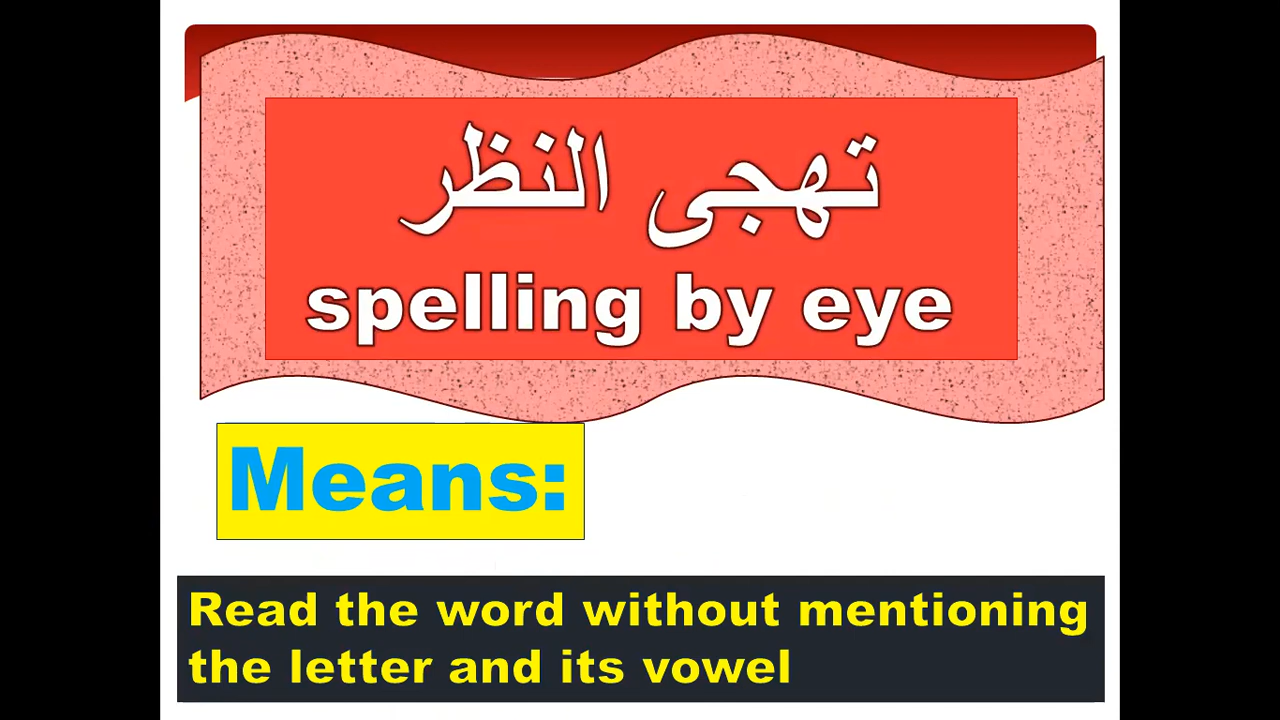 تهجى النظر
spelling by eye
Means:
Read the word without mentioning
the letter and its vowel